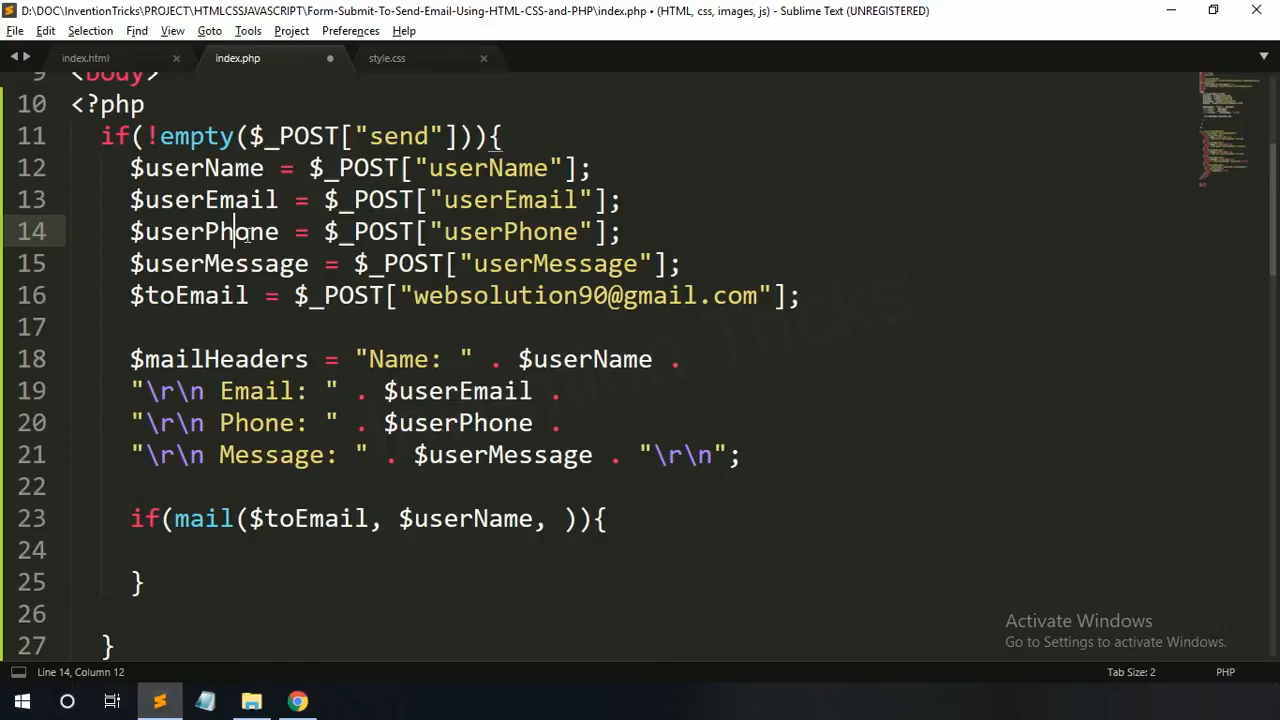 D:\DOC\InventionTricks\PROJECT\HTMLCSSJAVASCRIPT\Form-Submit-To-Send-Email-Using-HTML-CSS-and-PHP\index.php • (HTML, css, images, js) - Sublime Text (UNREGISTERED)
File Edit Selection Find View Goto Tools Project Preferences Help
index.html index.php style.css
9 <body>
10 <?php
11 if(!empty($_POST["send"])){
12 $userName = $_POST["userName"];
13 $userEmail = $_POST["userEmail"];
14 $userPhone = $_POST["userPhone"];
15 $userMessage = $_POST["userMessage"];
16 $toEmail = $_POST["websolution90@gmail.com"];
17
18 $mailHeaders = "Name: " . $userName .
19 "\r\n Email: " . $userEmail .
20 "\r\n Phone: " . $userPhone .
21 "\r\n Message: " . $userMessage . "\r\n";
22
23 if(mail($toEmail, $userName, )){
24
25 }
26
27 }
Invention Tricks
Activate Windows
Go to Settings to activate Windows.
Line 14, Column 12 Tab Size: 2 PHP